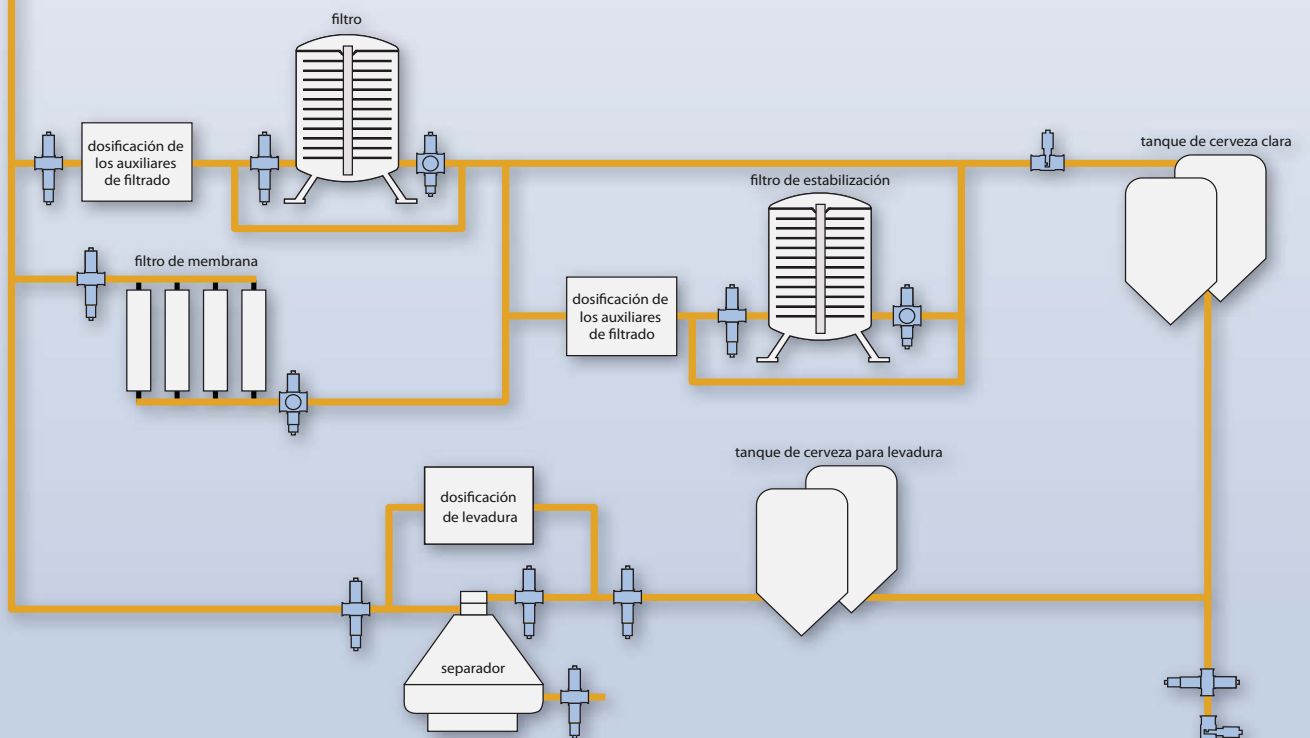 filtro
dosificación de
los auxiliares
de filtrado
tanque de cerveza clara
filtro de estabilización
filtro de membrana
dosificación de
los auxiliares
de filtrado
tanque de cerveza para levadura
dosificación
de levadura
separador